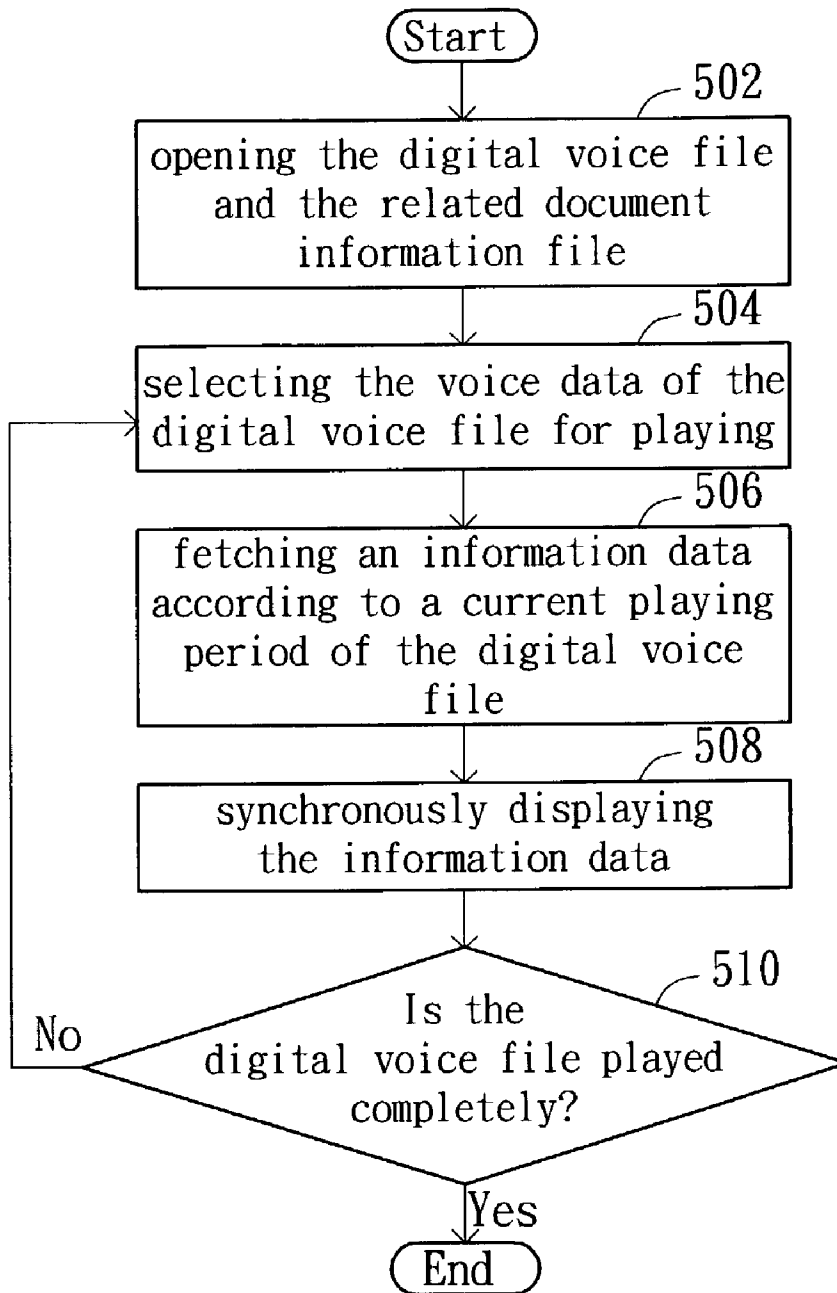 Start
502
opening the digital voice file
and the related document
information file
504
selecting the voice data of the
digital voice file for playing
506
fetching an information data
according to a current playing
period of the digital voice
file
508
synchronously displaying
the information data
510
Is the
digital voice file played
completely?
No
Yes
End